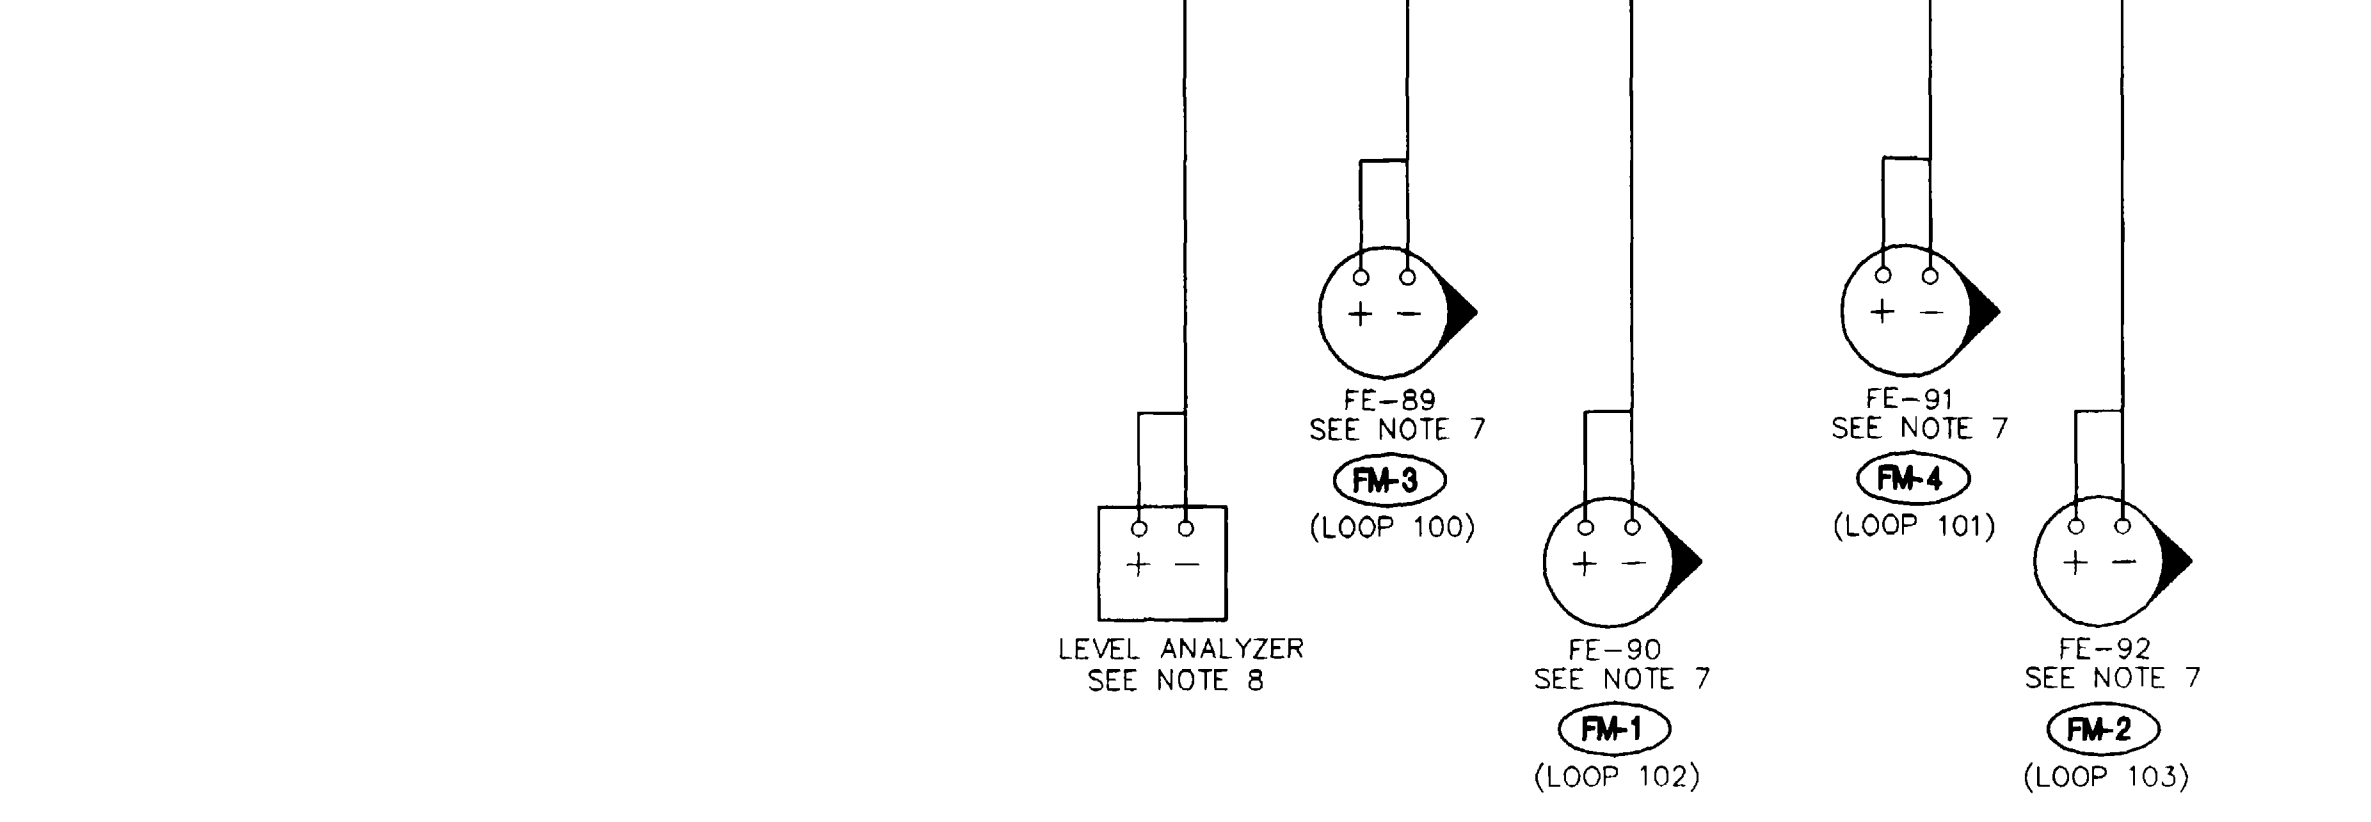 + −
FE-89
SEE NOTE 7
FM-3
(LOOP 100)
+ −
FE-91
SEE NOTE 7
FM-4
(LOOP 101)
+ −
LEVEL ANALYZER
SEE NOTE 8
+ −
FE-90
SEE NOTE 7
FM-1
(LOOP 102)
+ −
FE-92
SEE NOTE 7
FM-2
(LOOP 103)